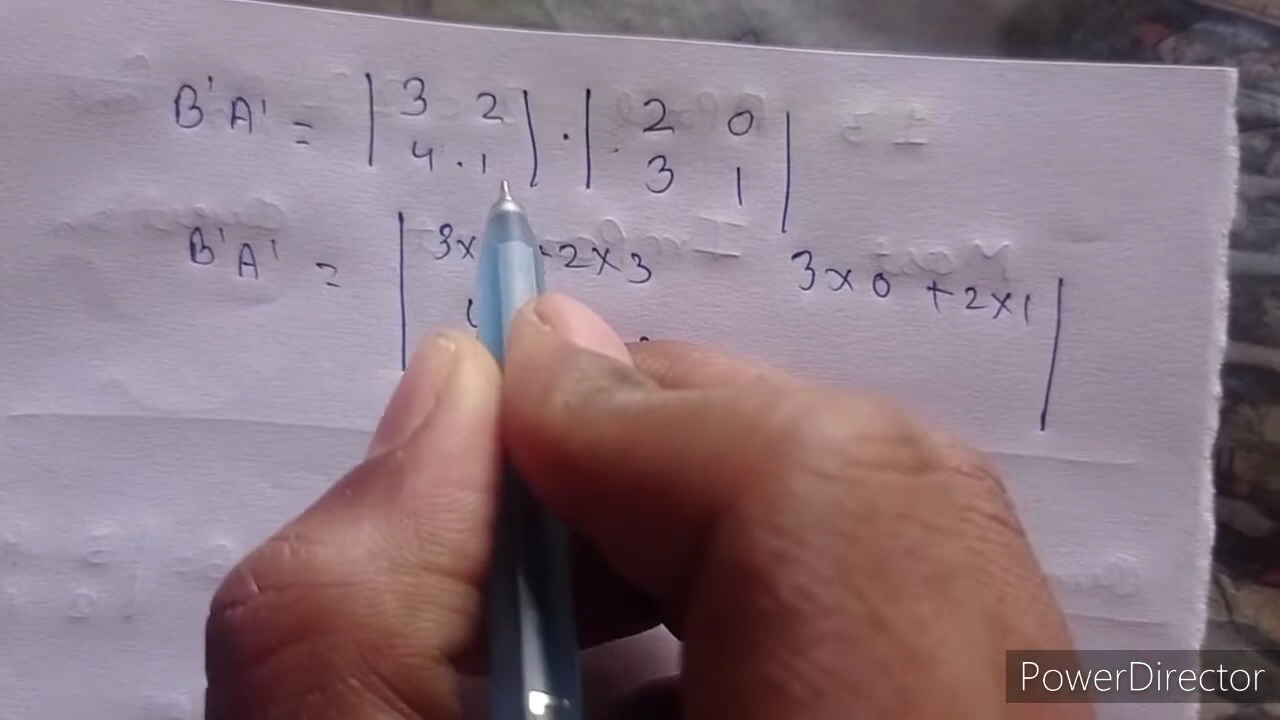 B'A' = | 3 2 | . | 2 0 |
4 . 1 3 1
B'A' = | 3x +2x3 3x0 +2x1 |
PowerDirector